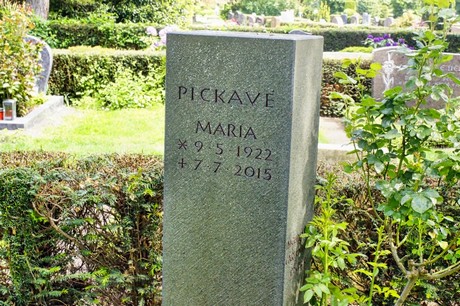 PICKAVÉ
MARIA
✶ 9 · 5 · 1922
✝ 7 · 7 · 2015